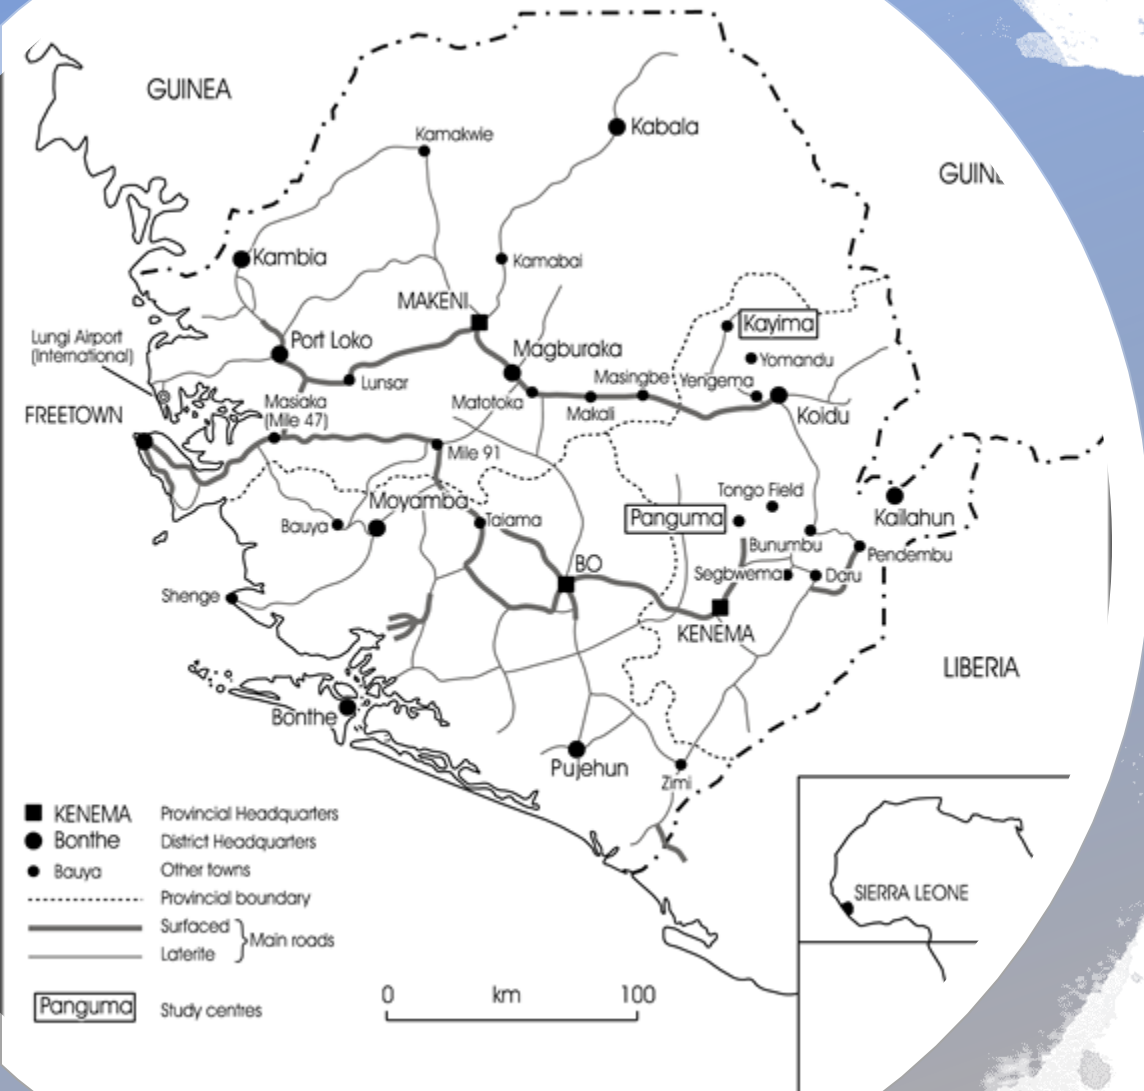 GUINEA
Kamakwie
Kabala
GUIN
Kambia
Kamabai
MAKENI
Kayima
Lungi Airport
(International)
Port Loko
Magburaka
Yomandu
Lunsar
Masingbe
Yengema
FREETOWN
Masiaka
(Mile 47)
Matotoka
Makali
Koidu
Mile 91
Moyamba
Tongo Field
Kailahun
Bauya
Taiama
Panguma
Bunumbu
Pendembu
BO
Segbwema
Daru
Shenge
KENEMA
LIBERIA
Bonthe
Pujehun
Zimi
KENEMA Provincial Headquarters
Bonthe District Headquarters
Bauya Other towns
Provincial boundary
Surfaced
Main roads
Laterite
Panguma Study centres
0 km 100
SIERRA LEONE